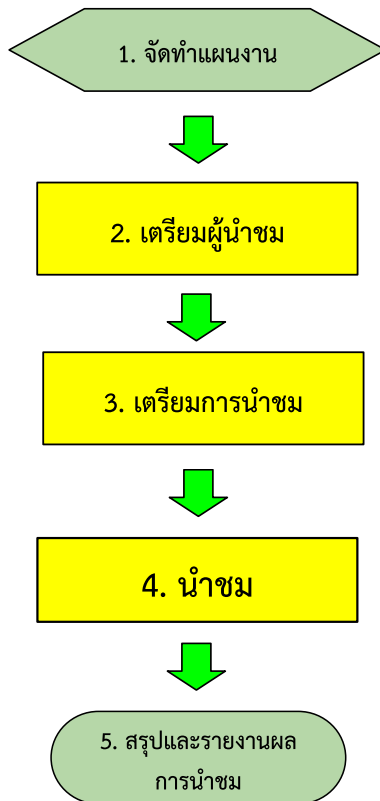 1. จัดทำแผนงาน
2. เตรียมผู้นำชม
3. เตรียมการนำชม
4. นำชม
5. สรุปและรายงานผล
การนำชม